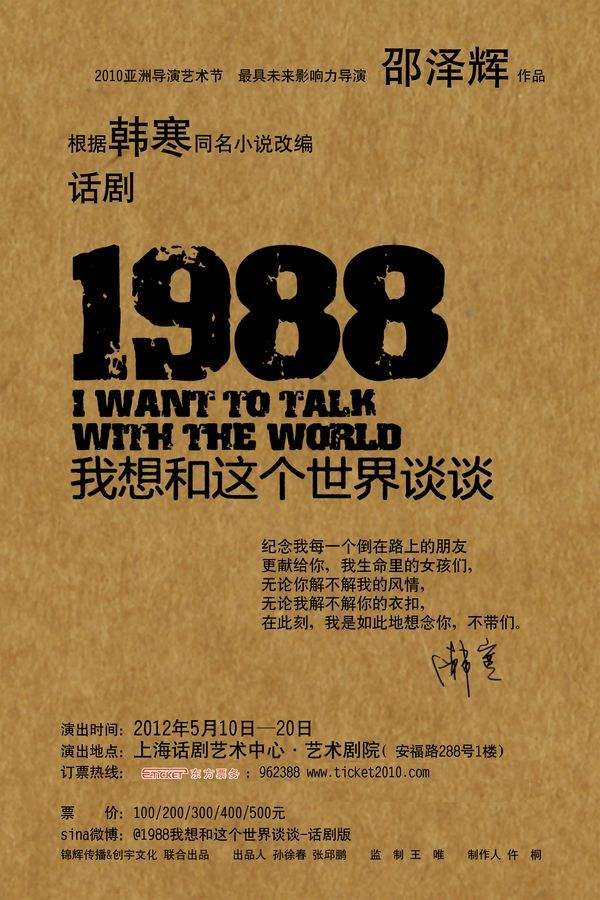 2010亚洲导演艺术节 最具未来影响力导演 邵泽辉 作品
根据韩寒同名小说改编
话剧
1988
I WANT TO TALK
WITH THE WORLD
我想和这个世界谈谈
纪念我每一个倒在路上的朋友
更献给你，我生命里的女孩们，
无论你解不解我的风情，
无论我解不解你的衣扣，
在此刻，我是如此地想念你，不带们。
韩寒
演出时间：2012年5月10日—20日
演出地点：上海话剧艺术中心·艺术剧院( 安福路288号1楼)
订票热线： ETICKET 东方票务：962388 www.ticket2010.com
票 价：100/200/300/400/500元
sina微博：@1988我想和这个世界谈谈-话剧版
锦辉传播&创宇文化 联合出品 出品人 孙徐春 张邱鹏 监 制 王 唯 制作人 仵 桐